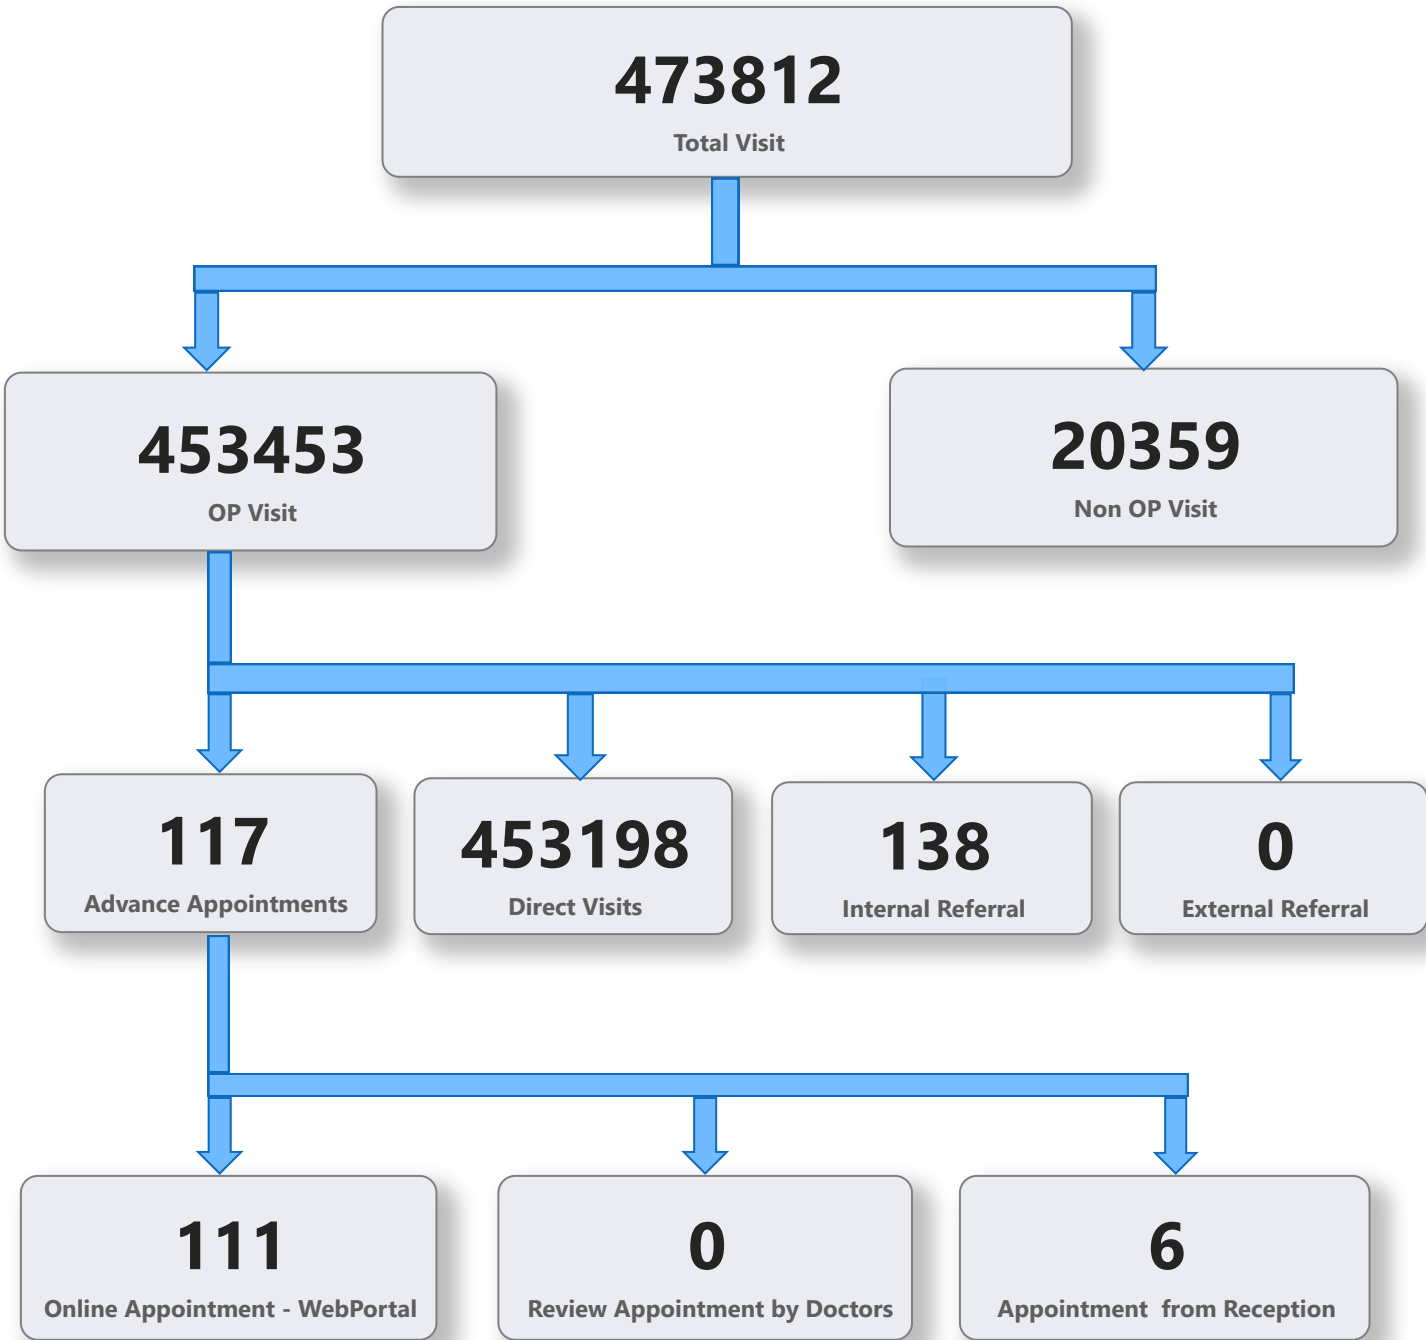 473812
Total Visit
453453
OP Visit
20359
Non OP Visit
117
Advance Appointments
453198
Direct Visits
138
Internal Referral
0
External Referral
111
Online Appointment - WebPortal
0
Review Appointment by Doctors
6
Appointment  from Reception